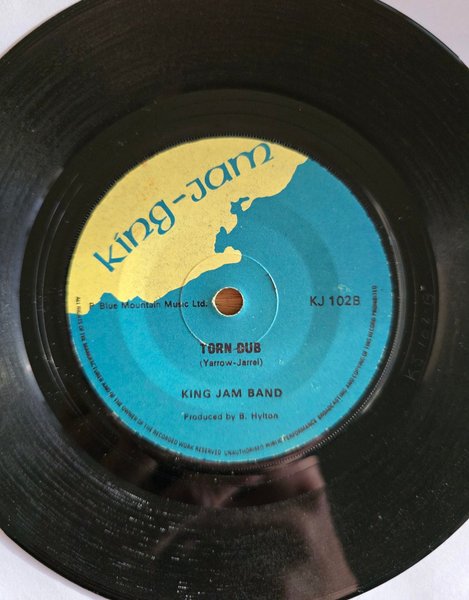 king-jam
P. Blue Mountain Music Ltd.
KJ 102B
TORN DUB
(Yarrow-Jarrel)
KING JAM BAND
Produced by B. Hylton
ALL RIGHTS OF THE MANUFACTURER AND OF THE OWNER OF THE RECORDED WORK RESERVED UNAUTHORISED PUBLIC PERFORMANCE BROADCASTING AND COPYING OF THIS RECORD PROHIBITED